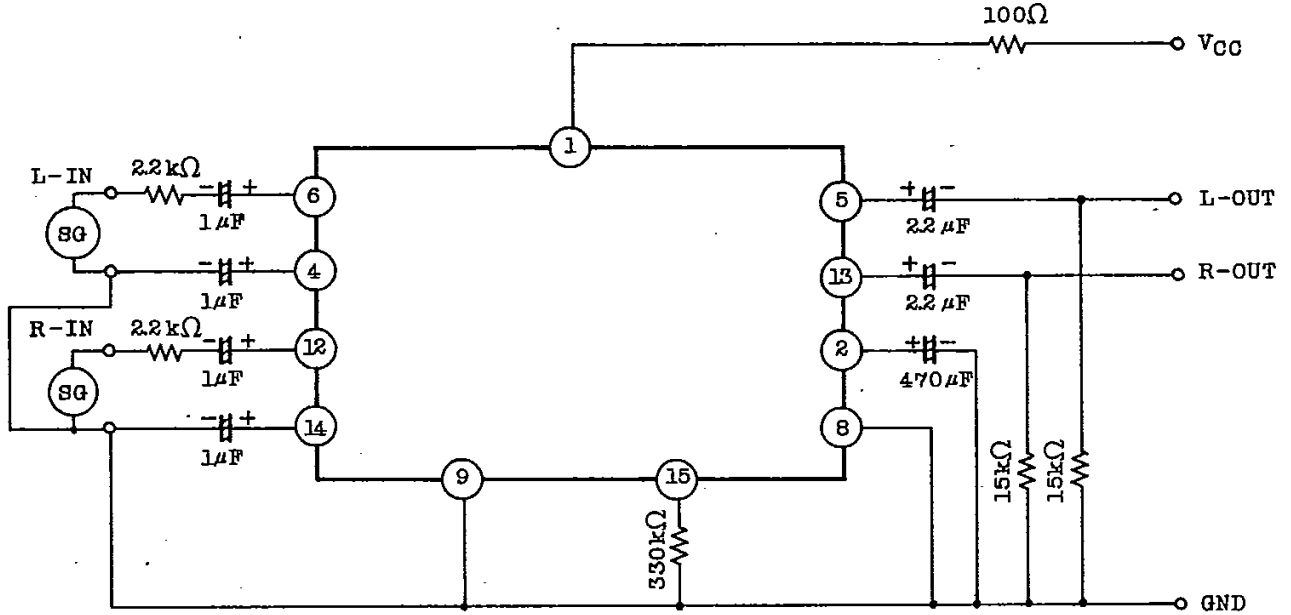 100Ω
VCC
1
L-IN
2.2kΩ
- +
6
1μF
SG
- +
4
1μF
R-IN
2.2kΩ
- +
12
1μF
SG
- +
14
1μF
5
+ -
2.2μF
L-OUT
13
+ -
2.2μF
R-OUT
2
+ -
470μF
8
9
15
330kΩ
15kΩ
15kΩ
GND